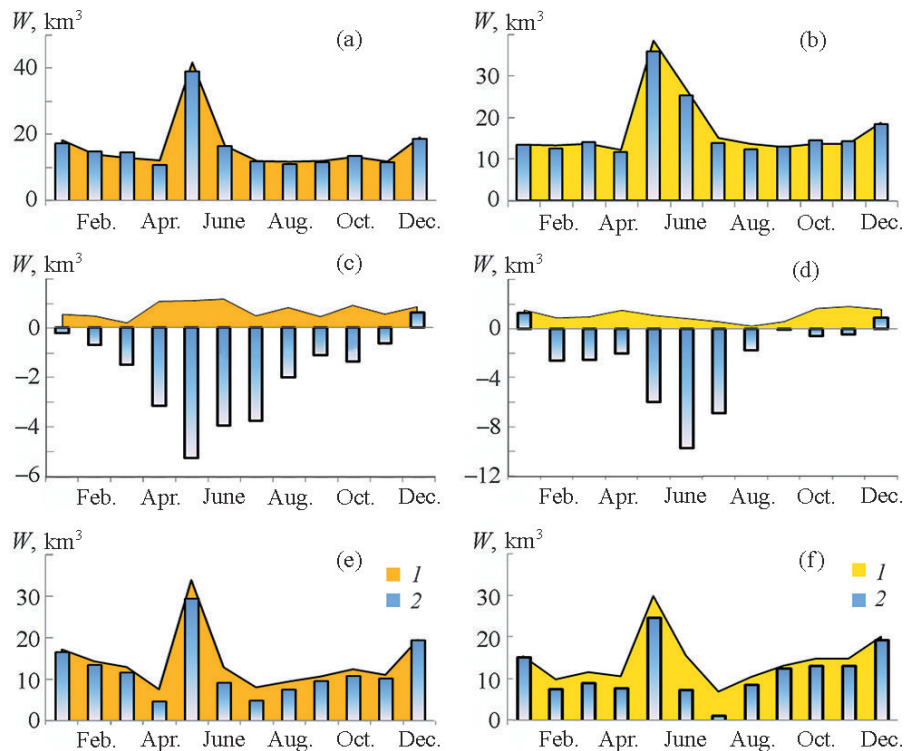 W, km³
(a)
40
20
0
Feb. Apr. June Aug. Oct. Dec.
W, km³
(b)
30
20
10
0
Feb. Apr. June Aug. Oct. Dec.
W, km³
(c)
0
–2
–4
–6
Feb. Apr. June Aug. Oct. Dec.
W, km³
(d)
0
–4
–8
–12
Feb. Apr. June Aug. Oct. Dec.
W, km³
(e)
1
2
30
20
10
0
Feb. Apr. June Aug. Oct. Dec.
W, km³
(f)
1
2
30
20
10
0
Feb. Apr. June Aug. Oct. Dec.